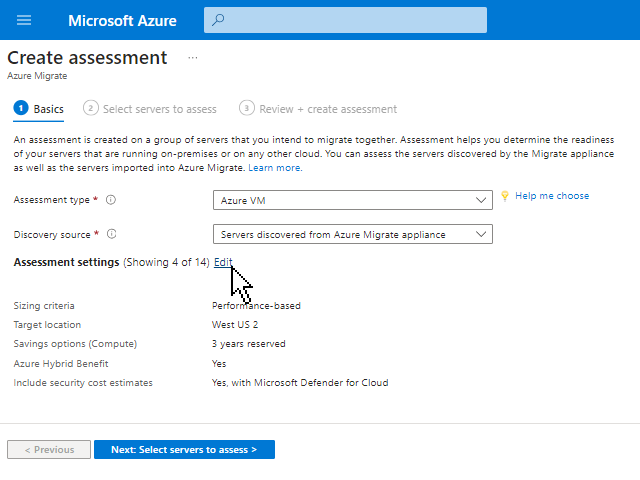 Microsoft Azure
Create assessment ...
Azure Migrate
1 Basics 2 Select servers to assess 3 Review + create assessment
An assessment is created on a group of servers that you intend to migrate together. Assessment helps you determine the readiness
of your servers that are running on-premises or on any other cloud. You can assess the servers discovered by the Migrate appliance
as well as the servers imported into Azure Migrate. Learn more.
Assessment type * Azure VM Help me choose
Discovery source * Servers discovered from Azure Migrate appliance
Assessment settings (Showing 4 of 14) Edit
Sizing criteria Performance-based
Target location West US 2
Savings options (Compute) 3 years reserved
Azure Hybrid Benefit Yes
Include security cost estimates Yes, with Microsoft Defender for Cloud
< Previous Next: Select servers to assess >